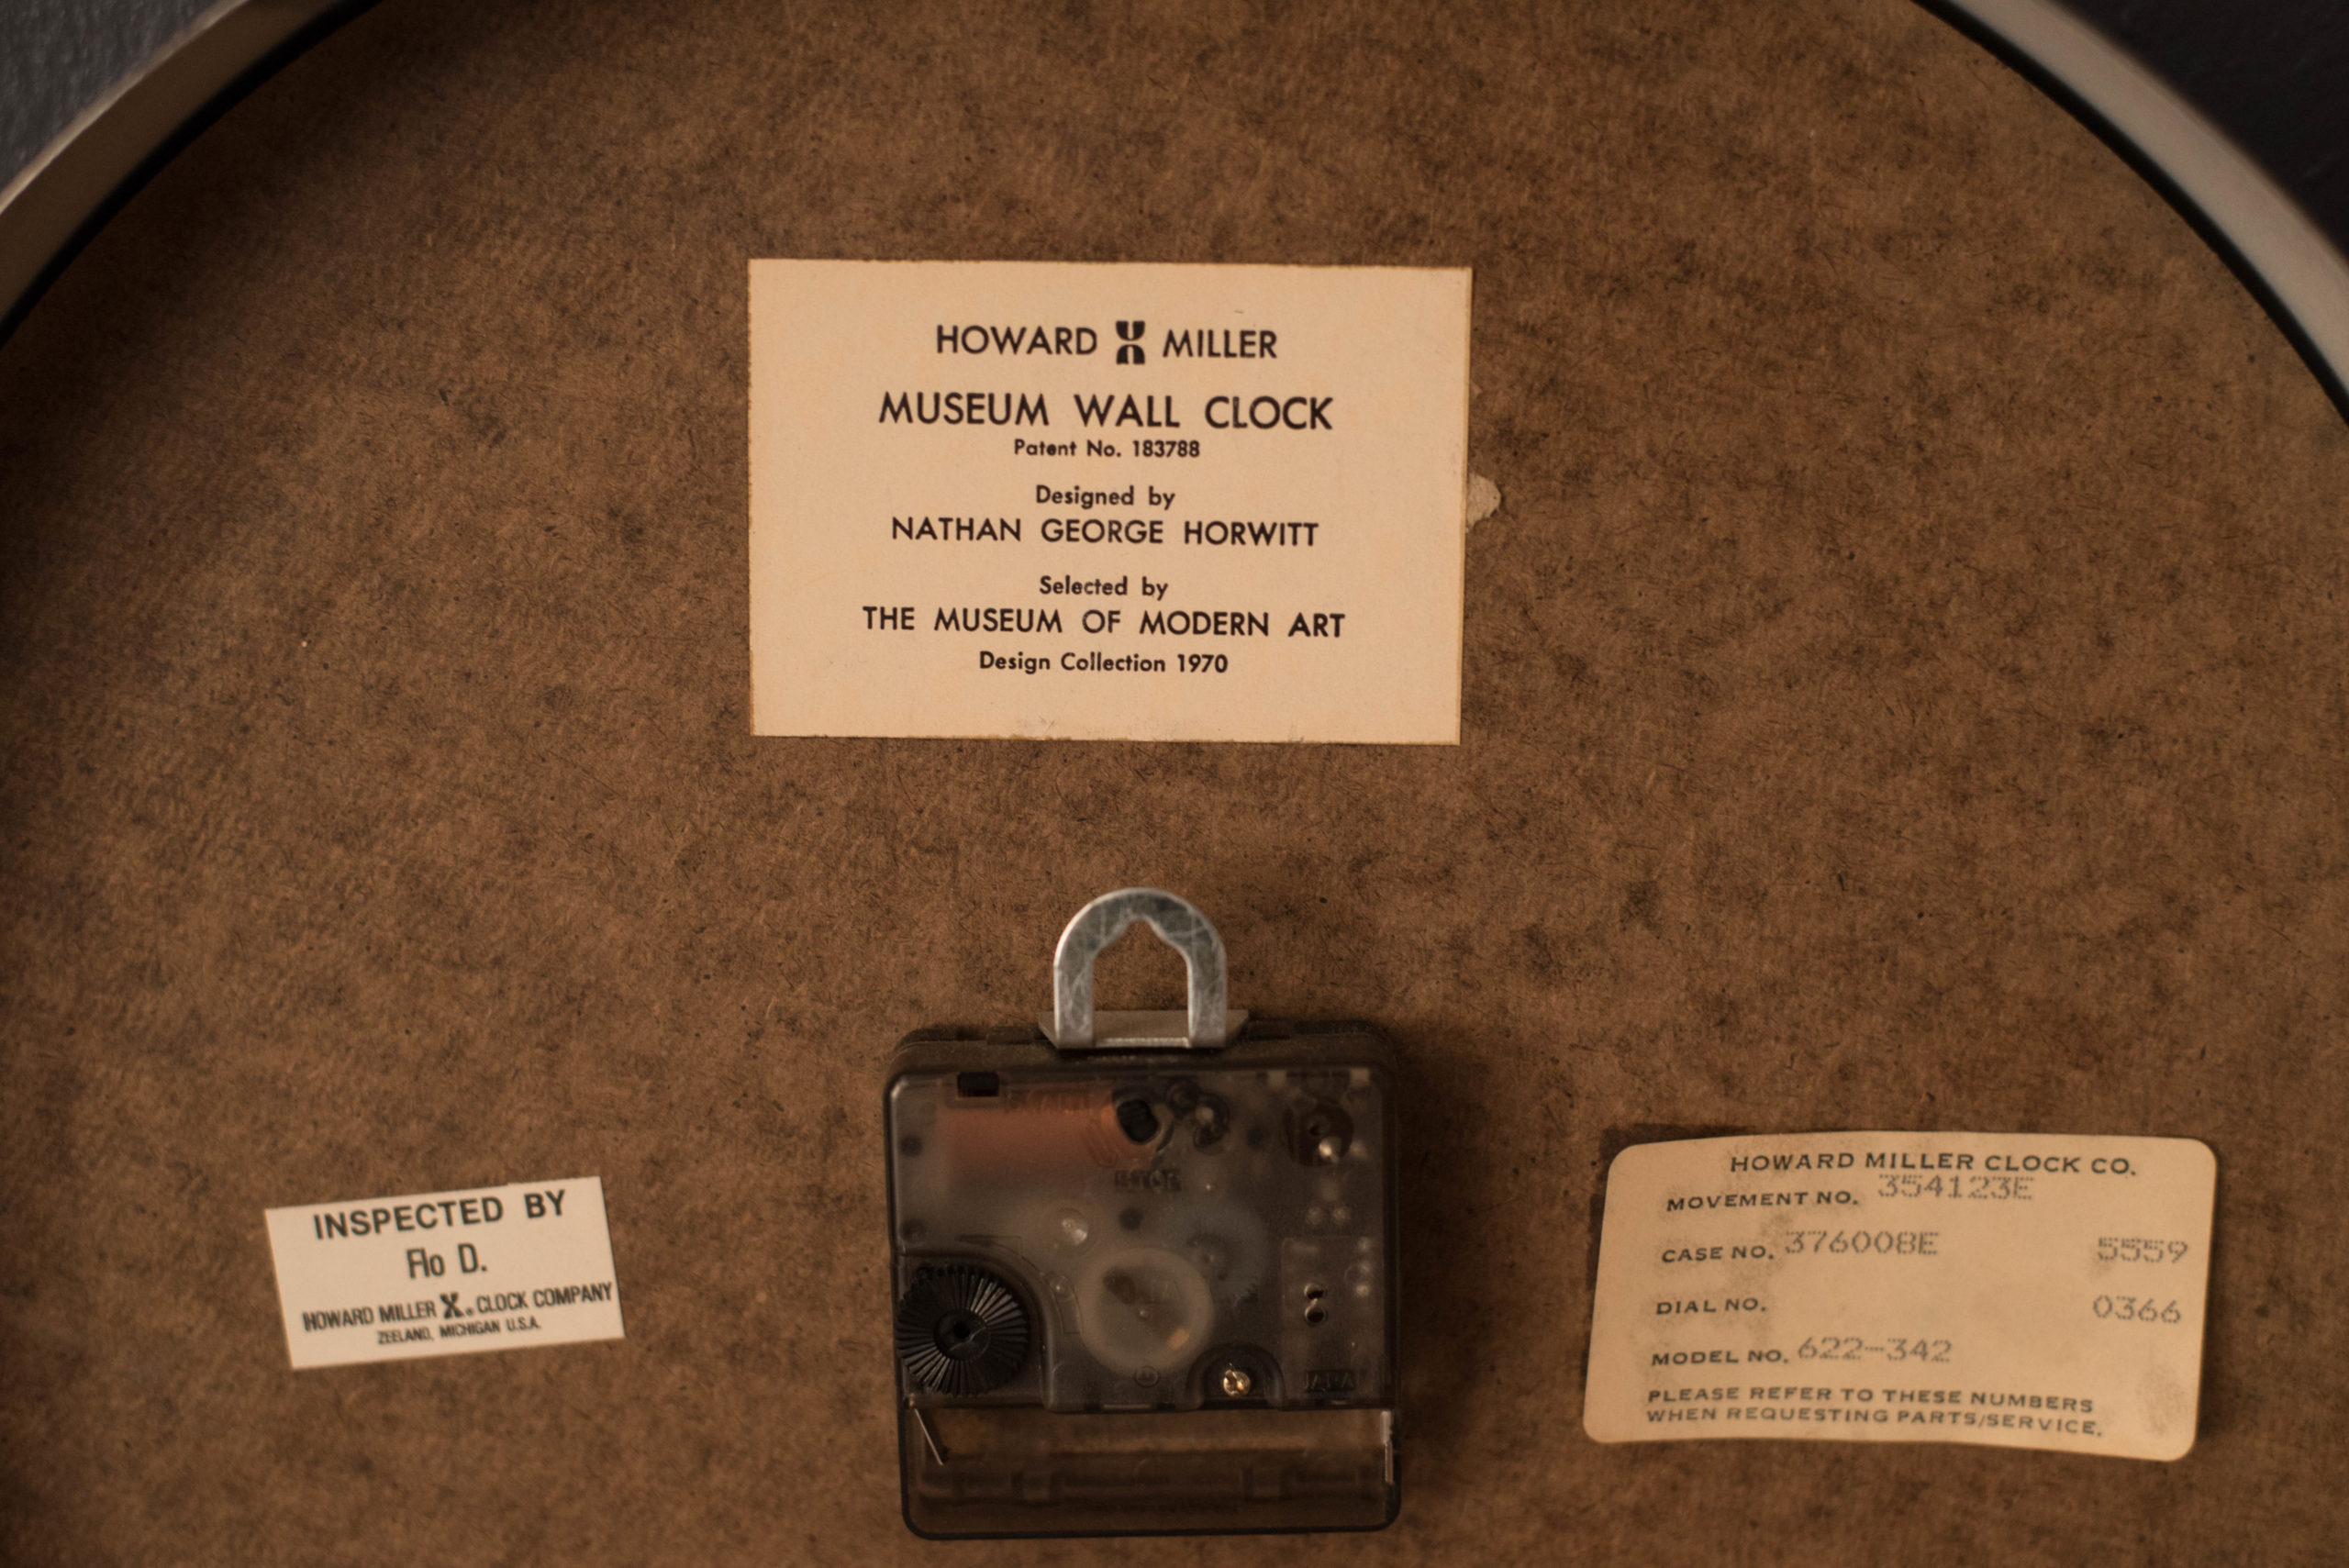 HOWARD MILLER
MUSEUM WALL CLOCK
Patent No. 183788
Designed by
NATHAN GEORGE HORWITT
Selected by
THE MUSEUM OF MODERN ART
Design Collection 1970
INSPECTED BY
Flo D.
HOWARD MILLER ® CLOCK COMPANY
ZEELAND, MICHIGAN U.S.A.
HOWARD MILLER CLOCK CO.
MOVEMENT NO. 354123E
CASE NO. 376008E 5559
DIAL NO. 0366
MODEL NO. 622-342
PLEASE REFER TO THESE NUMBERS
WHEN REQUESTING PARTS/SERVICE.